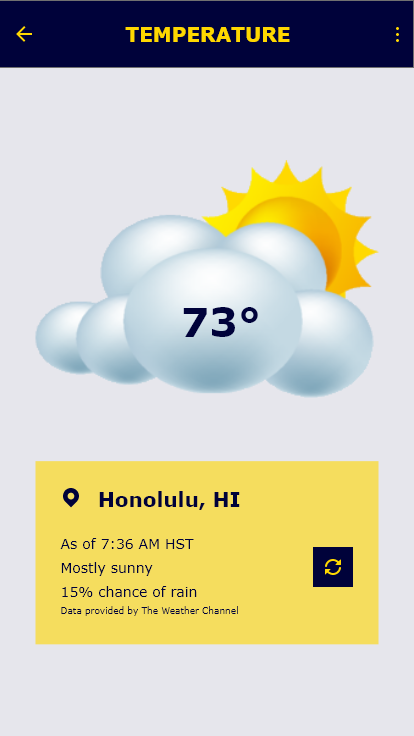 TEMPERATURE
73°
Honolulu, HI
As of 7:36 AM HST
Mostly sunny
15% chance of rain
Data provided by The Weather Channel